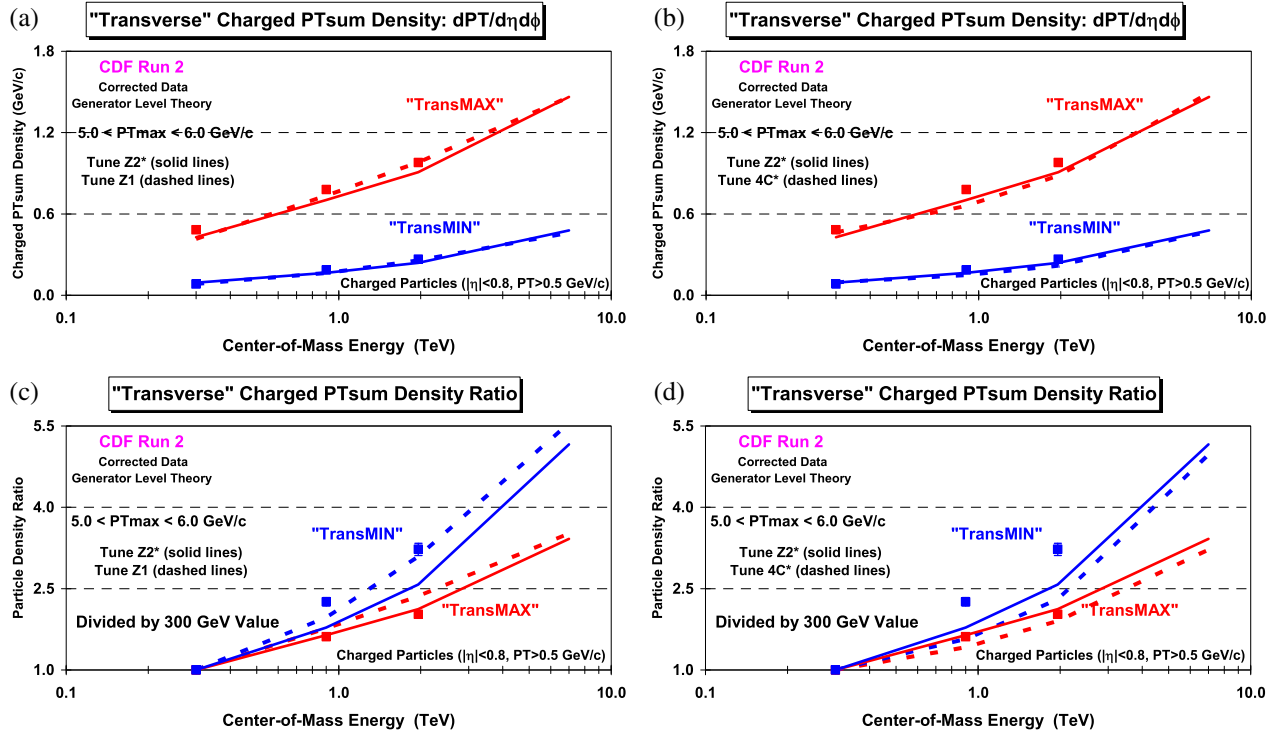 (a)
"Transverse" Charged PTsum Density: dPT/dηdϕ
Charged PTsum Density (GeV/c)
1.8
1.2
0.6
0.0
CDF Run 2
Corrected Data
Generator Level Theory
5.0 < PTmax < 6.0 GeV/c
Tune Z2* (solid lines)
Tune Z1 (dashed lines)
"TransMAX"
"TransMIN"
Charged Particles (|η|<0.8, PT>0.5 GeV/c)
0.1
1.0
10.0
Center-of-Mass Energy (TeV)
(b)
"Transverse" Charged PTsum Density: dPT/dηdϕ
Charged PTsum Density (GeV/c)
1.8
1.2
0.6
0.0
CDF Run 2
Corrected Data
Generator Level Theory
5.0 < PTmax < 6.0 GeV/c
Tune Z2* (solid lines)
Tune 4C* (dashed lines)
"TransMAX"
"TransMIN"
Charged Particles (|η|<0.8, PT>0.5 GeV/c)
0.1
1.0
10.0
Center-of-Mass Energy (TeV)
(c)
"Transverse" Charged PTsum Density Ratio
Particle Density Ratio
5.5
4.0
2.5
1.0
CDF Run 2
Corrected Data
Generator Level Theory
5.0 < PTmax < 6.0 GeV/c
Tune Z2* (solid lines)
Tune Z1 (dashed lines)
"TransMIN"
"TransMAX"
Divided by 300 GeV Value
Charged Particles (|η|<0.8, PT>0.5 GeV/c)
0.1
1.0
10.0
Center-of-Mass Energy (TeV)
(d)
"Transverse" Charged PTsum Density Ratio
Particle Density Ratio
5.5
4.0
2.5
1.0
CDF Run 2
Corrected Data
Generator Level Theory
5.0 < PTmax < 6.0 GeV/c
Tune Z2* (solid lines)
Tune 4C* (dashed lines)
"TransMIN"
"TransMAX"
Divided by 300 GeV Value
Charged Particles (|η|<0.8, PT>0.5 GeV/c)
0.1
1.0
10.0
Center-of-Mass Energy (TeV)